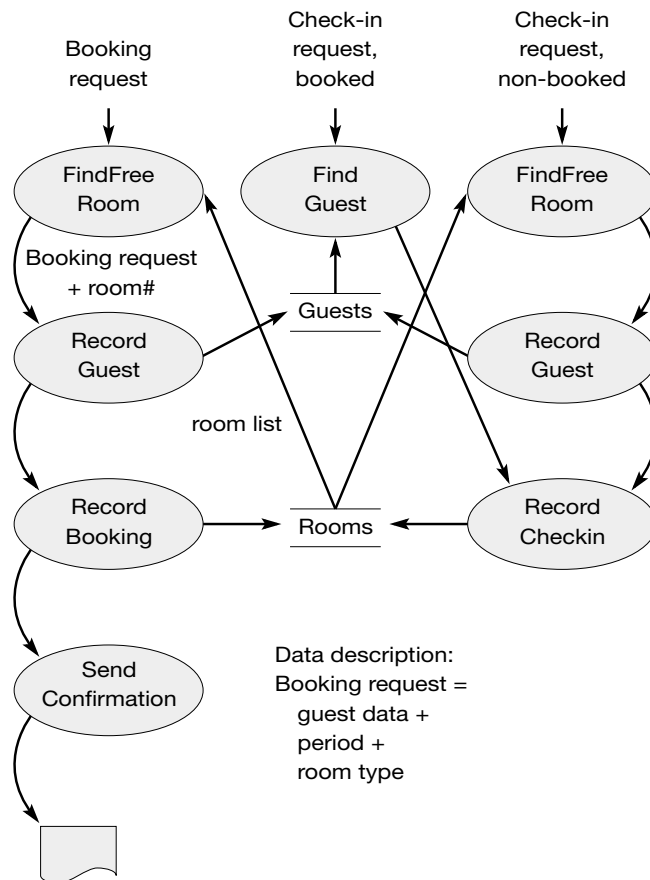 Booking
request
Check-in
request,
booked
Check-in
request,
non-booked
FindFree
Room
Find
Guest
FindFree
Room
Booking request
+ room#
Guests
Record
Guest
Record
Guest
room list
Record
Booking
Rooms
Record
Checkin
Send
Confirmation
Data description:
Booking request =
guest data +
period +
room type